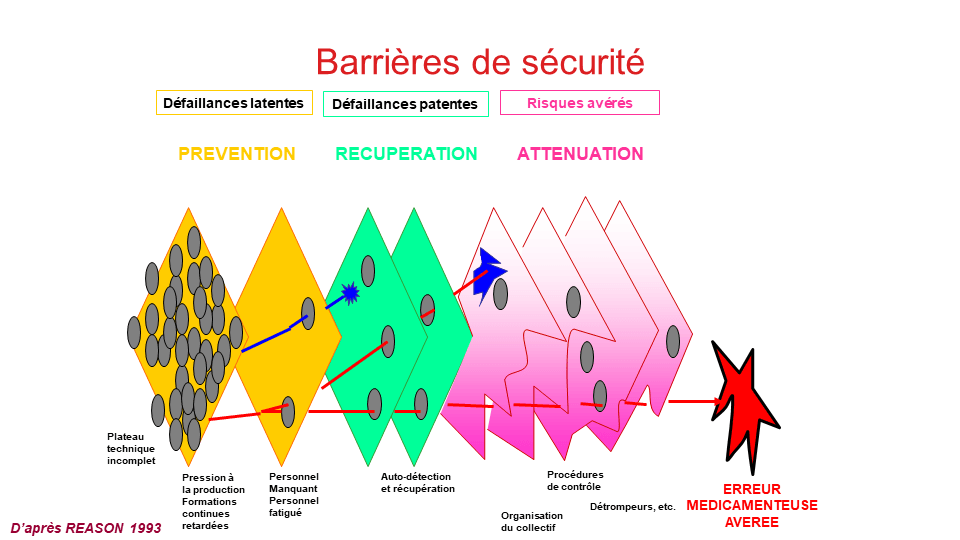 Barrières de sécurité
Défaillances latentes
Défaillances patentes
Risques avérés
PREVENTION
RECUPERATION
ATTENUATION
Plateau
technique
incomplet
Pression à
la production
Formations
continues
retardées
Personnel
Manquant
Personnel
fatigué
Auto-détection
et récupération
Organisation
du collectif
Procédures
de contrôle
Détrompeurs, etc.
ERREUR
MEDICAMENTEUSE
AVEREE
D'après REASON 1993